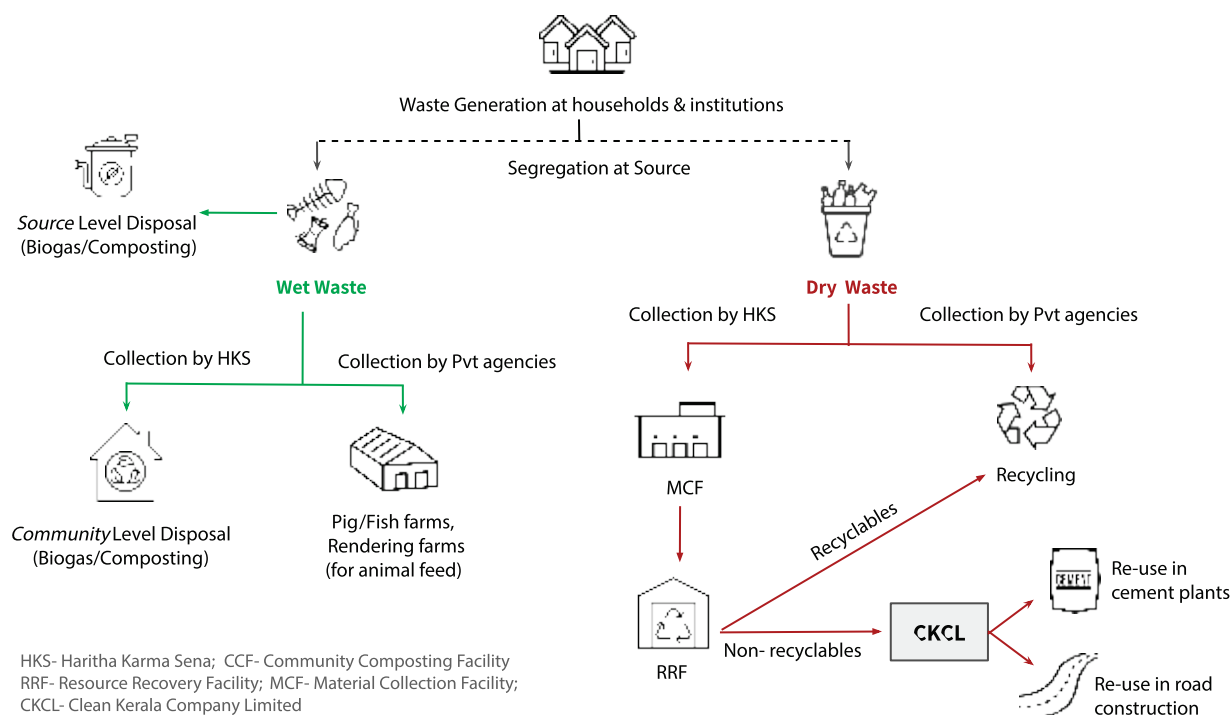 Waste Generation at households & institutions
Segregation at Source
Source Level Disposal
(Biogas/Composting)
Wet Waste
Dry Waste
Collection by HKS
Collection by Pvt agencies
Collection by HKS
Collection by Pvt agencies
Community Level Disposal
(Biogas/Composting)
Pig/Fish farms,
Rendering farms
(for animal feed)
MCF
Recycling
Recyclables
RRF
Non- recyclables
CKCL
CEMENT
Re-use in
cement plants
Re-use in road
construction
HKS- Haritha Karma Sena; CCF- Community Composting Facility
RRF- Resource Recovery Facility; MCF- Material Collection Facility;
CKCL- Clean Kerala Company Limited